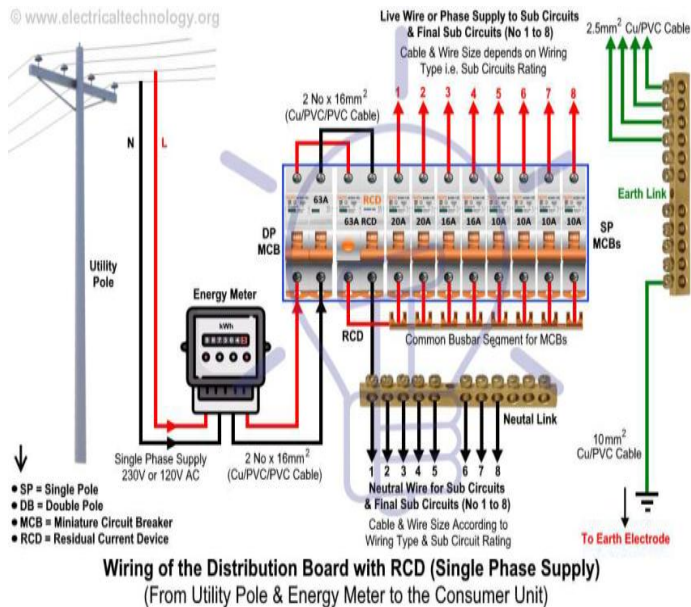 © www.electricaltechnology.org
Live Wire or Phase Supply to Sub Circuits
& Final Sub Circuits (No 1 to 8)
Cable & Wire Size depends on Wiring
Type i.e. Sub Circuits Rating
2.5mm² Cu/PVC Cable
2 No x 16mm²
(Cu/PVC/PVC Cable)
1 2 3 4 5 6 7 8
N L
63A RCD
63A RCD 20A 20A 16A 16A 10A 10A 10A 10A
DP
MCB
SP
MCBs
Earth Link
Utility
Pole
Energy Meter
kWh
RCD
Common Busbar Segment for MCBs
Neutal Link
Single Phase Supply
230V or 120V AC
2 No x 16mm²
(Cu/PVC/PVC Cable)
1 2 3 4 5 6 7 8
Neutral Wire for Sub Circuits
& Final Sub Circuits (No 1 to 8)
Cable & Wire Size According to
Wiring Type & Sub Circuit Rating
10mm²
Cu/PVC Cable
To Earth Electrode
• SP = Single Pole
• DB = Double Pole
• MCB = Miniature Circuit Breaker
• RCD = Residual Current Device
Wiring of the Distribution Board with RCD (Single Phase Supply)
(From Utility Pole & Energy Meter to the Consumer Unit)